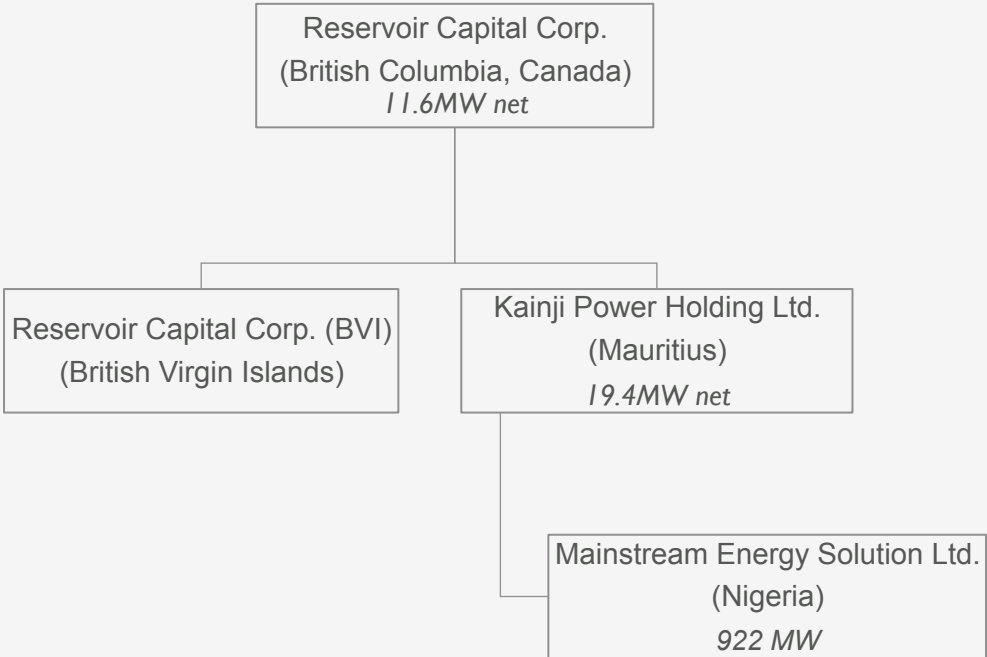 Reservoir Capital Corp.
(British Columbia, Canada)
11.6MW net
Reservoir Capital Corp. (BVI)
(British Virgin Islands)
Kainji Power Holding Ltd.
(Mauritius)
19.4MW net
Mainstream Energy Solution Ltd.
(Nigeria)
922 MW